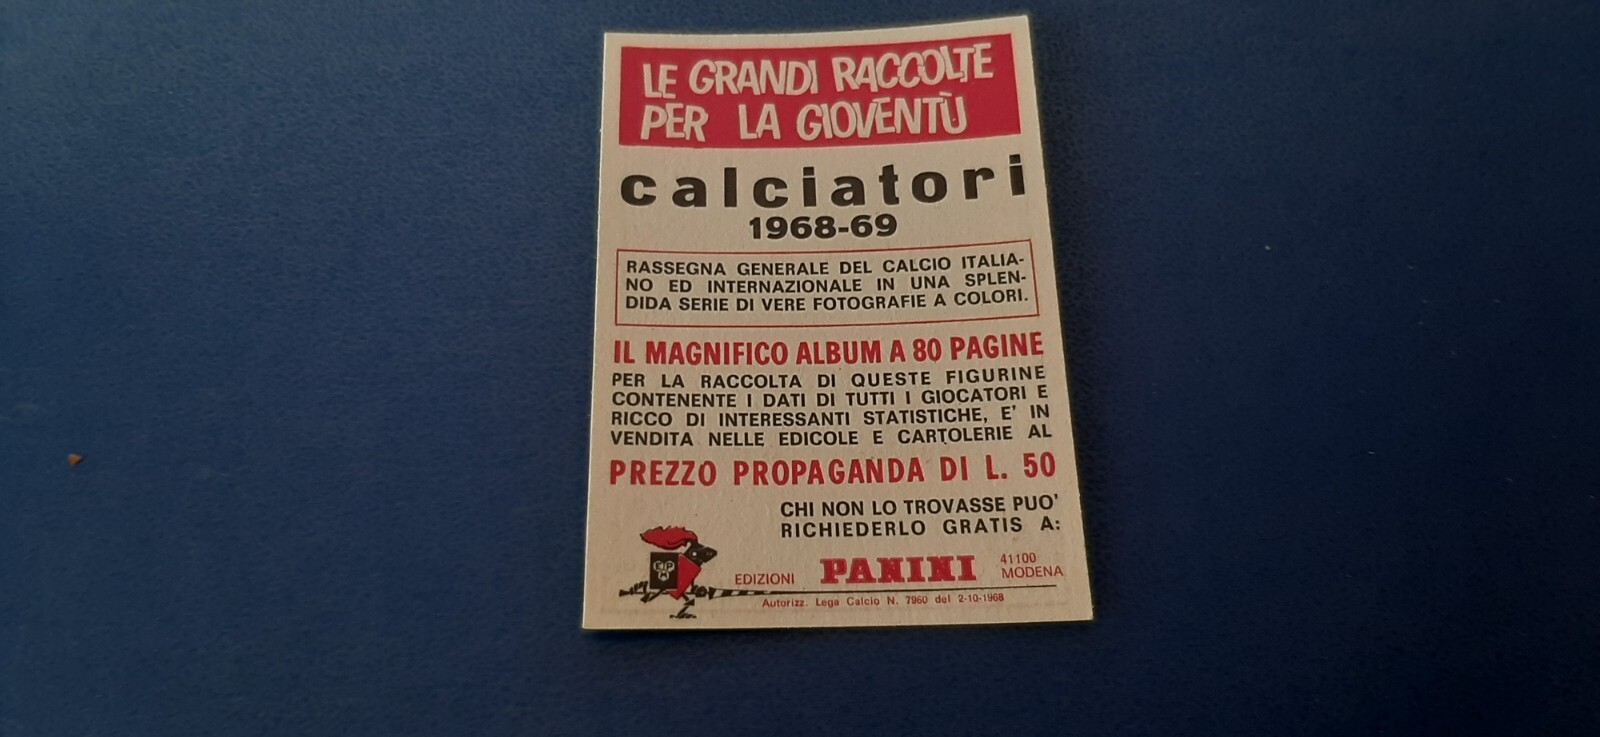 LE GRANDI RACCOLTE
PER LA GIOVENTÙ
calciatori
1968-69
RASSEGNA GENERALE DEL CALCIO ITALIA-
NO ED INTERNAZIONALE IN UNA SPLEN-
DIDA SERIE DI VERE FOTOGRAFIE A COLORI.
IL MAGNIFICO ALBUM A 80 PAGINE
PER LA RACCOLTA DI QUESTE FIGURINE
CONTENENTE I DATI DI TUTTI I GIOCATORI E
RICCO DI INTERESSANTI STATISTICHE, E' IN
VENDITA NELLE EDICOLE E CARTOLERIE AL
PREZZO PROPAGANDA DI L. 50
CHI NON LO TROVASSE PUO'
RICHIEDERLO GRATIS A:
EPM
EDIZIONI PANINI 41100 MODENA
Autorizz. Lega Calcio N. 7960 del 2-10-1968